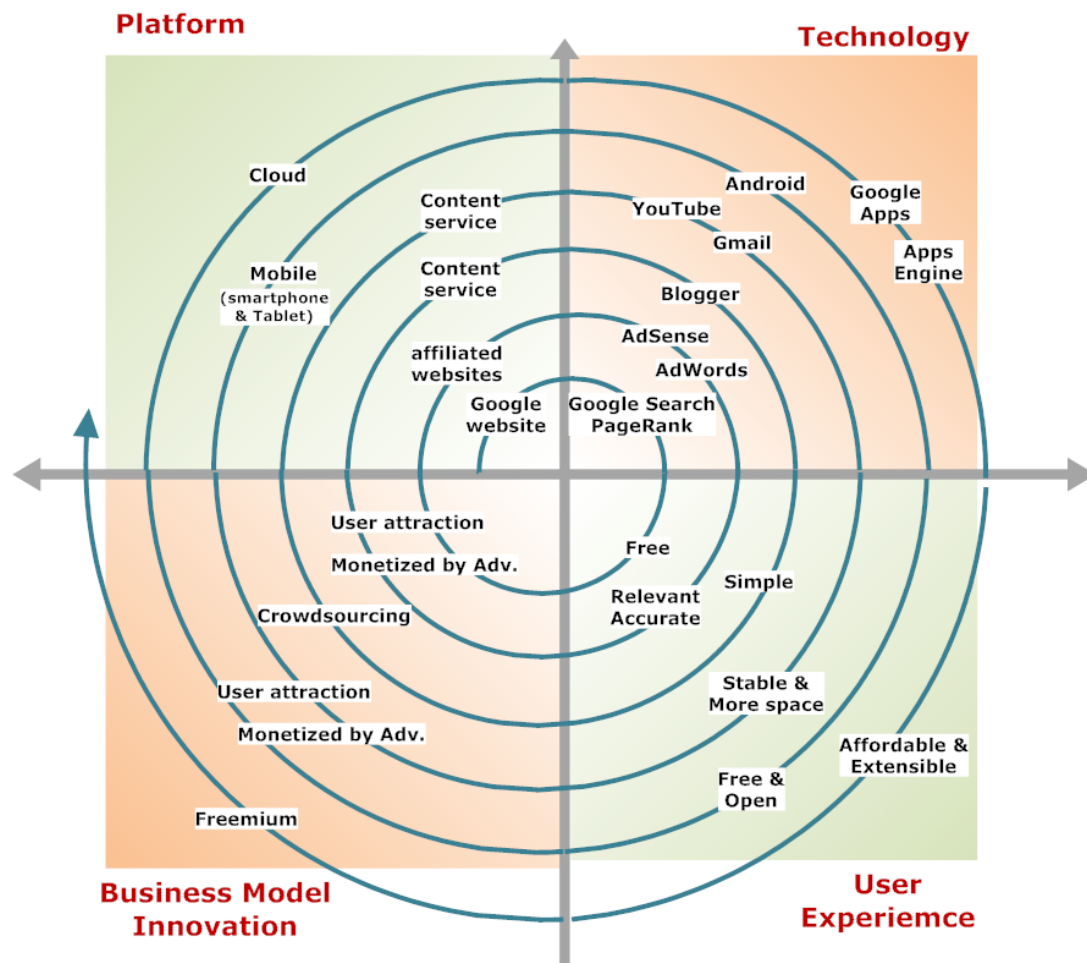 Platform
Technology
Cloud
Content
service
Mobile
(smartphone
& Tablet)
Content
service
affiliated
websites
Google
website
Android
Google
Apps
YouTube
Gmail
Apps
Engine
Blogger
AdSense
AdWords
Google Search
PageRank
User attraction
Monetized by Adv.
Crowdsourcing
User attraction
Monetized by Adv.
Freemium
Free
Simple
Relevant
Accurate
Stable &
More space
Affordable &
Extensible
Free &
Open
Business Model
Innovation
User
Experiemce